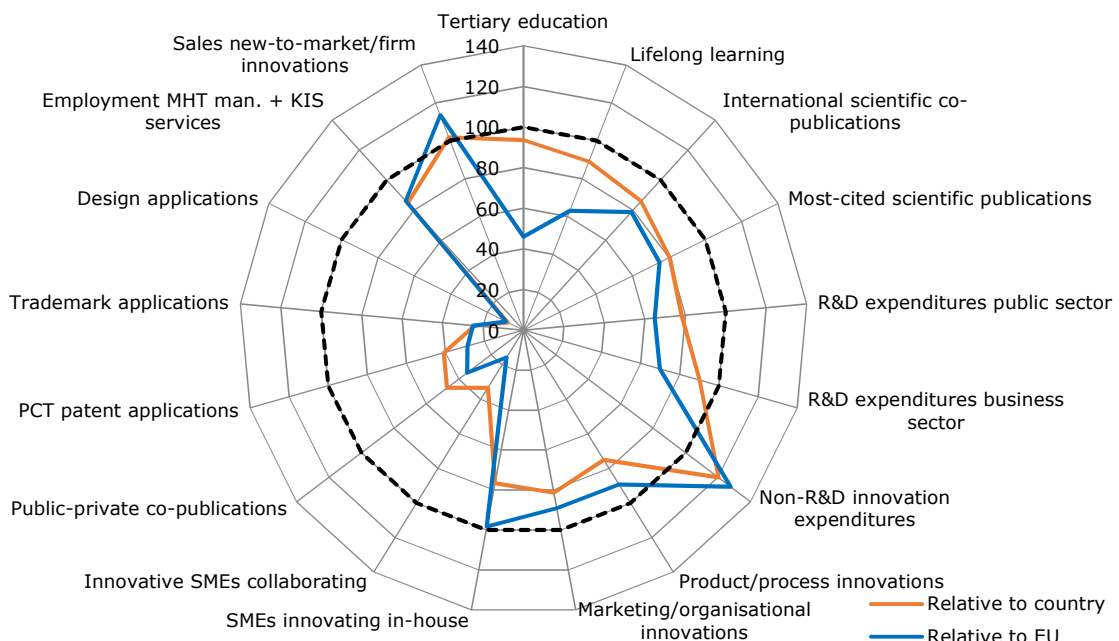 Tertiary education
Sales new-to-market/firm
innovations
Lifelong learning
Employment MHT man. + KIS
services
International scientific co-
publications
Design applications
Most-cited scientific publications
Trademark applications
R&D expenditures public sector
PCT patent applications
R&D expenditures business
sector
Public-private co-publications
Non-R&D innovation
expenditures
Innovative SMEs collaborating
Product/process innovations
SMEs innovating in-house
Marketing/organisational
innovations
140
120
100
80
60
40
20
0
Relative to country
Relative to EU